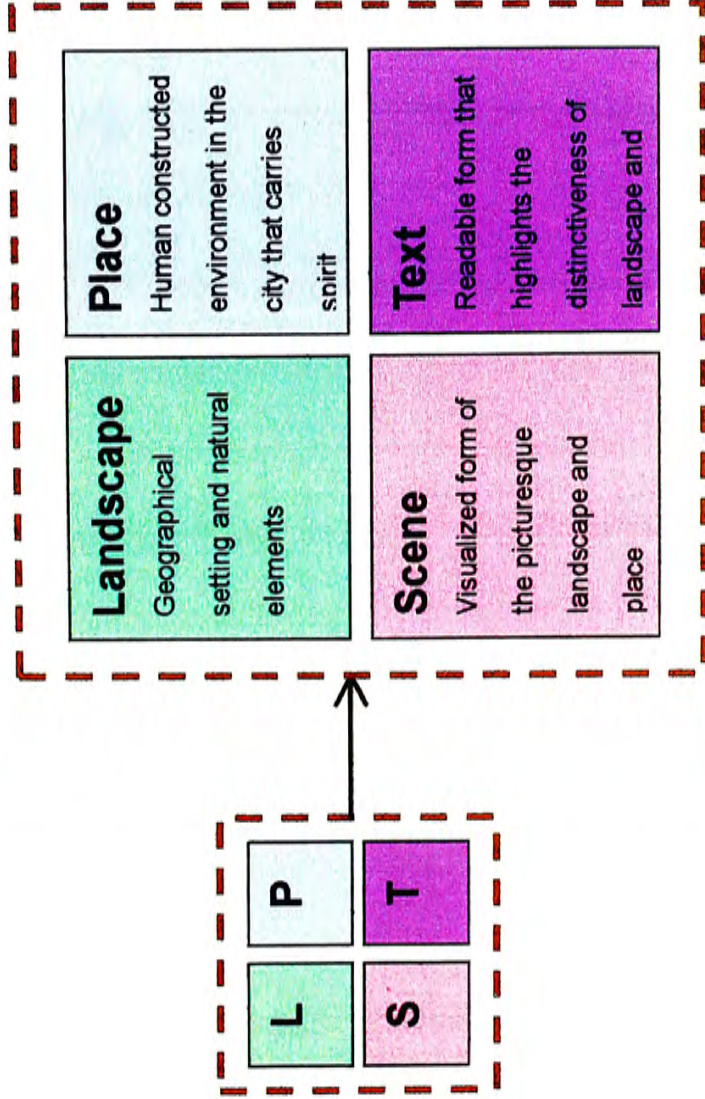 L P
S T
Landscape
Geographical
setting and natural
elements
Place
Human constructed
environment in the
city that carries
spirit
Scene
Visualized form of
the picturesque
landscape and
place
Text
Readable form that
highlights the
distinctiveness of
landscape and